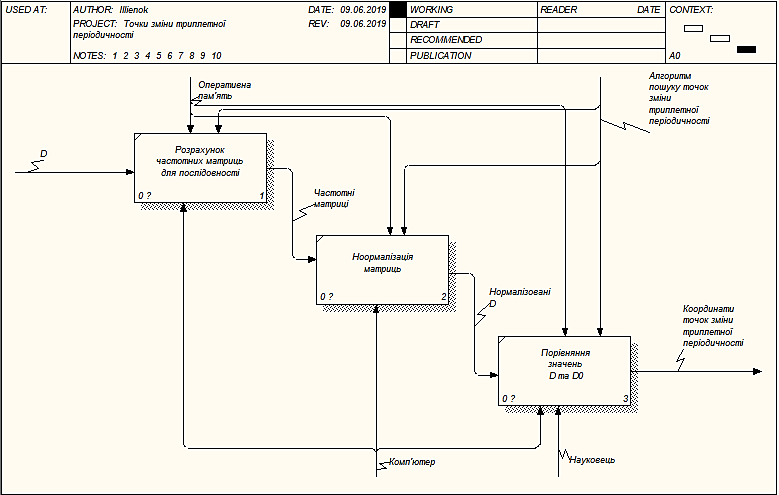 USED AT:
AUTHOR: Illienok
DATE: 09.06.2019
WORKING
READER DATE
CONTEXT:
PROJECT: Точки зміни триплетної
періодичності
REV: 09.06.2019
DRAFT
RECOMMENDED
NOTES: 1 2 3 4 5 6 7 8 9 10
PUBLICATION
A0
Оперативна
пам'ять
Алгоритм
пошуку точок
зміни
триплетної
періодичності
D
Розрахунок
частотних матриць
для послідовності
0 ? 1
Частотні
матриці
Ноормалізація
матриць
0 ? 2
Нормалізовані
D
Координати
точок зміни
триплетної
періодичності
Порівняння
значень
D та D0
0 ? 3
Комп'ютер
Науковець